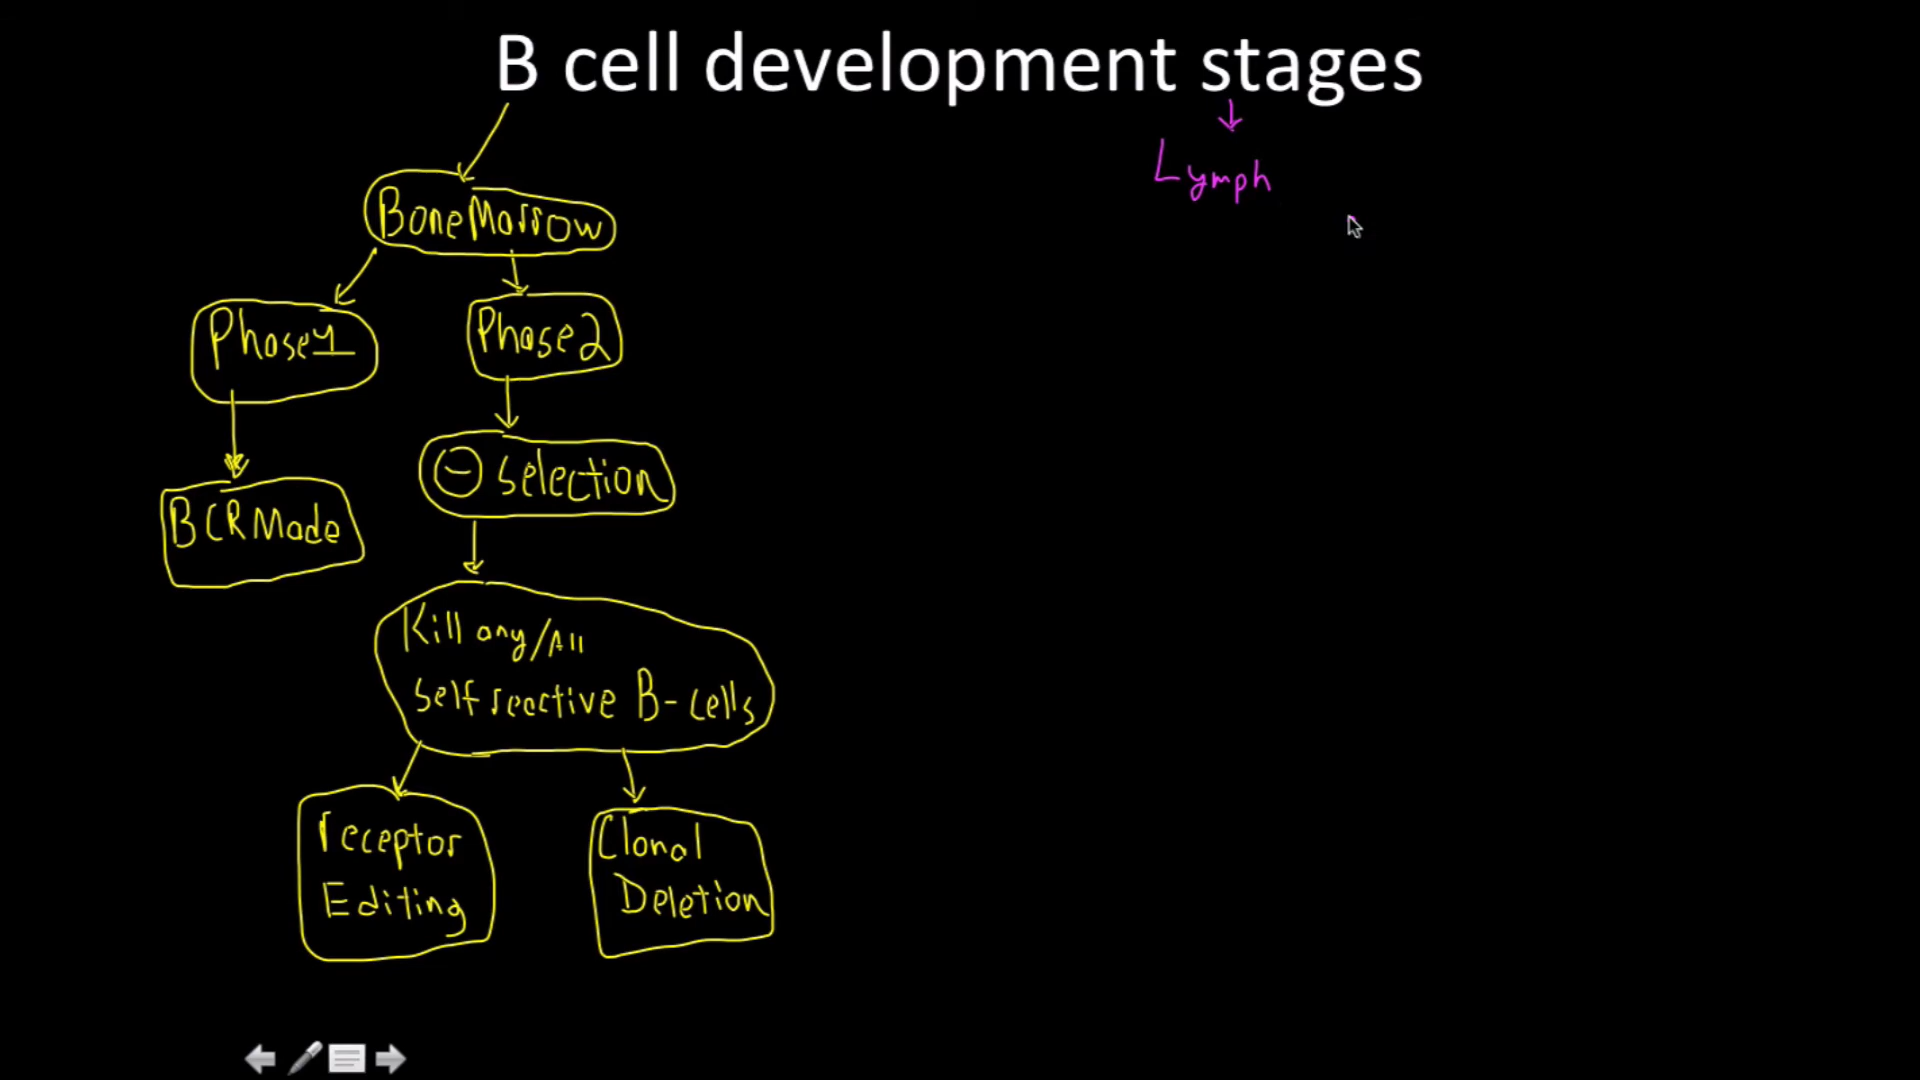 B cell development stages
Lymph
Bone Marrow
Phase 1
Phase 2
⊖ selection
BCR Made
Kill any/All
self reactive B-cells
receptor
Editing
Clonal
Deletion